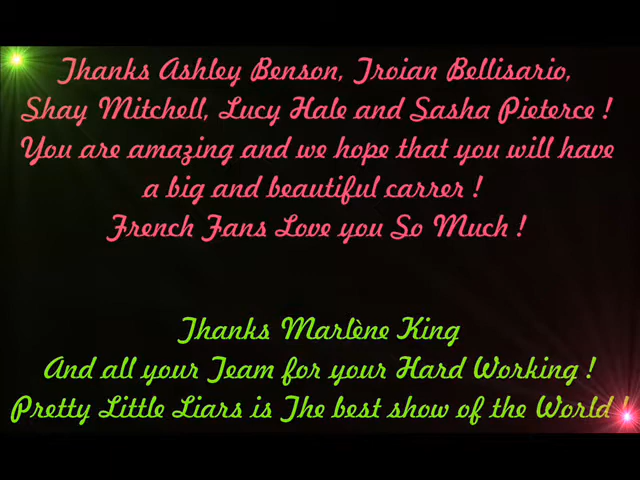 Thanks Ashley Benson, Troian Bellisario,
Shay Mitchell, Lucy Hale and Sasha Pieterce !
You are amazing and we hope that you will have
a big and beautiful carrer !
French Fans Love you So Much !
Thanks Marlène King
And all your Team for your Hard Working !
Pretty Little Liars is The best show of the World !